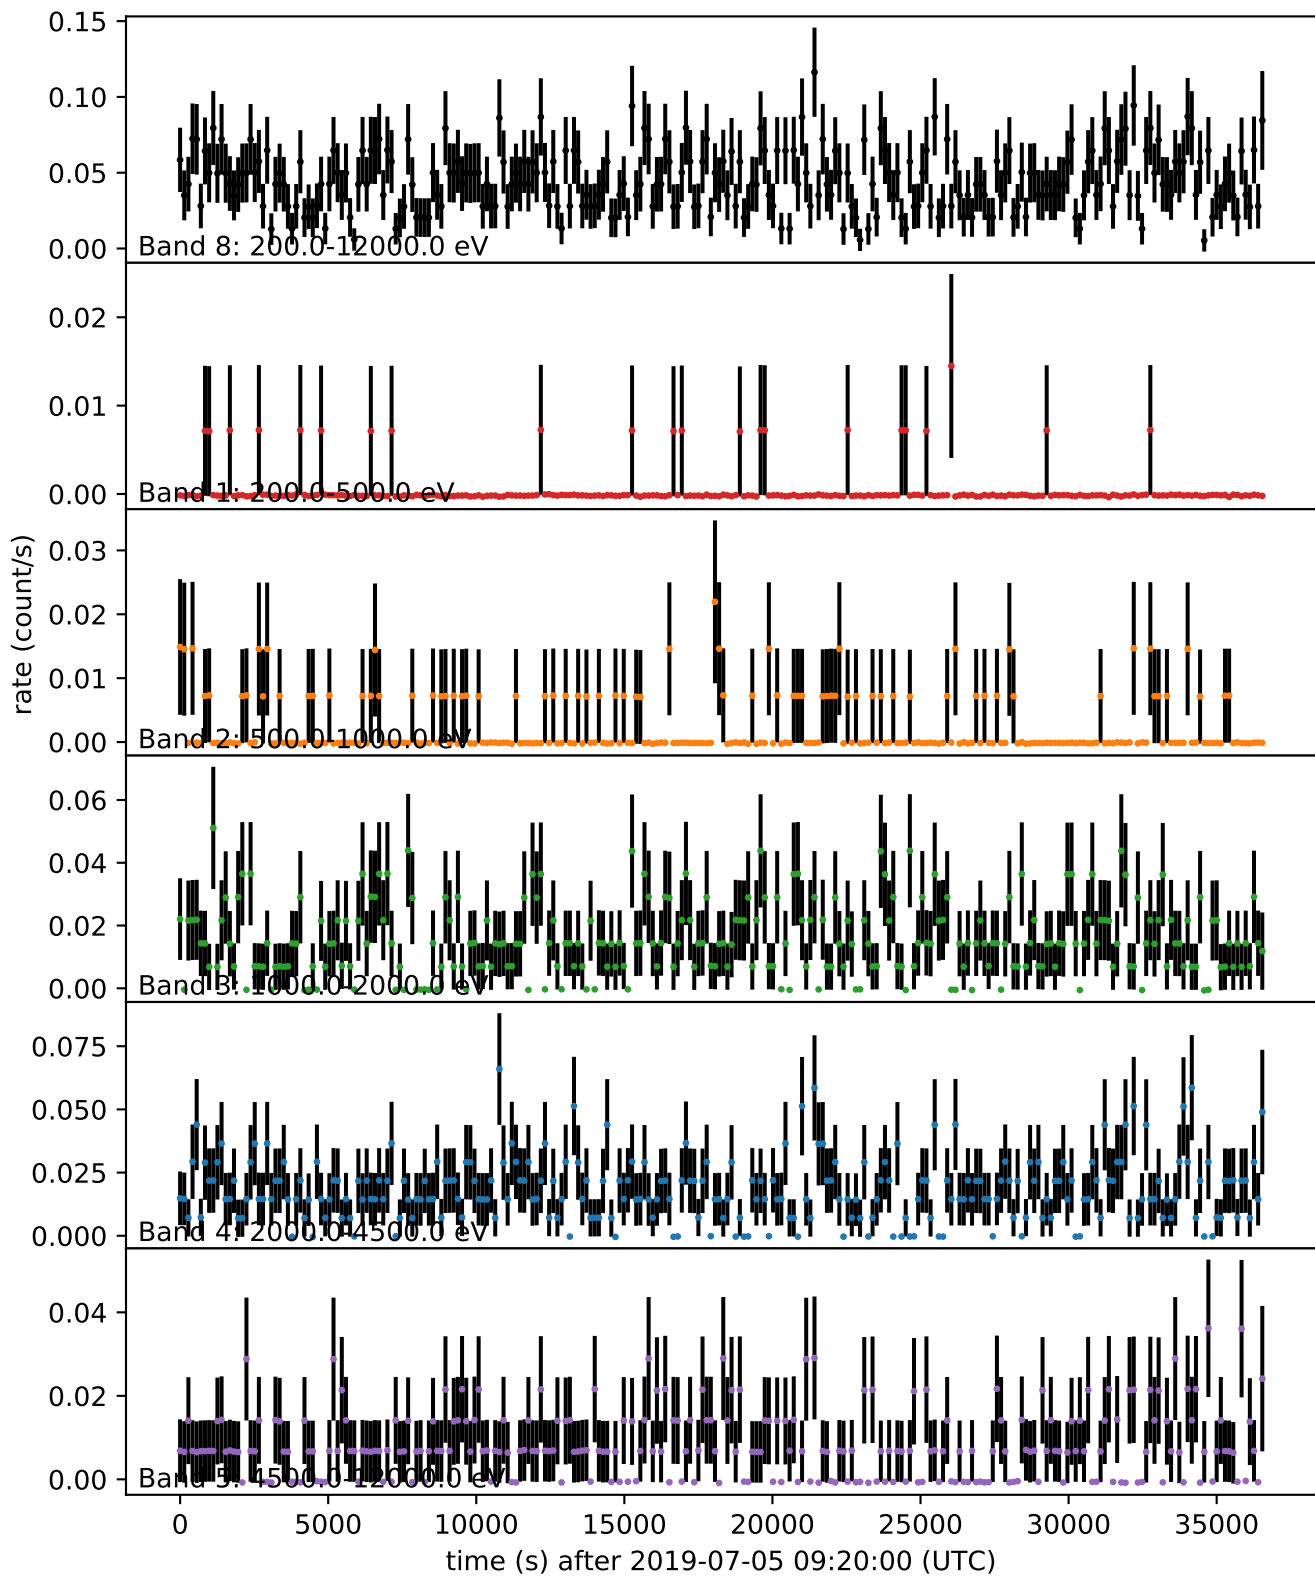 0.15
0.10
0.05
0.00
Band 8: 200.0-12000.0 eV
0.02
0.01
0.00
Band 1: 200.0-500.0 eV
rate (count/s)
0.03
0.02
0.01
0.00
Band 2: 500.0-1000.0 eV
0.06
0.04
0.02
0.00
Band 3: 1000.0-2000.0 eV
0.075
0.050
0.025
0.000
Band 4: 2000.0-4500.0 eV
0.04
0.02
0.00
Band 5: 4500.0-12000.0 eV
0 5000 10000 15000 20000 25000 30000 35000
time (s) after 2019-07-05 09:20:00 (UTC)